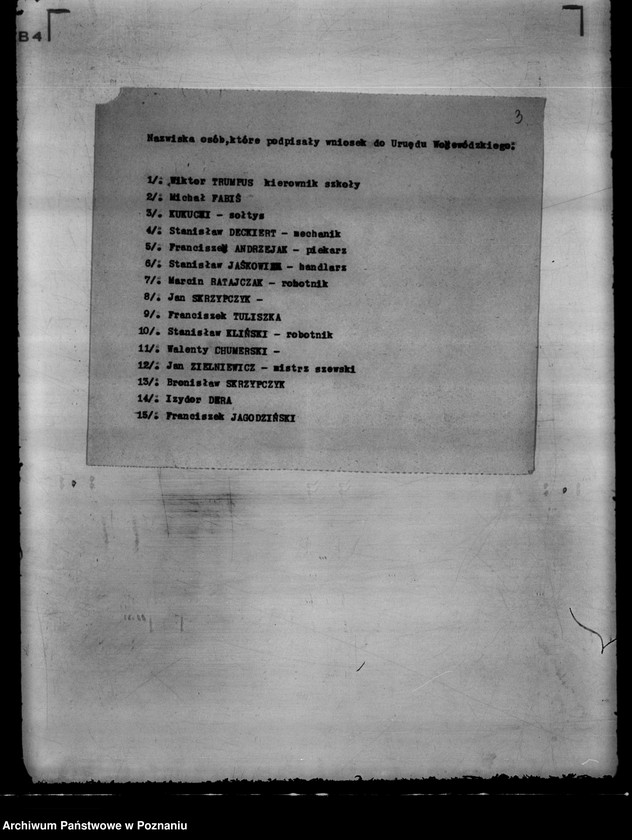 B 4
3
Nazwiska osób,które podpisały wniosek do Urzędu Wojewódzkiego:
1/. Wiktor TRUMPUS kierownik szkoły
2/. Michał FABIŚ
3/. KUKUCKI - sołtys
4/. Stanisław DECKIERT - mechanik
5/. Franciszek ANDRZEJAK - piekarz
6/. Stanisław - handlarz
7/. Marcin RATAJCZAK - robotnik
8/. Jan SKRZYPCZYK -
9/. Franciszek TULISZKA
10/. Stanisław KLIŃSKI - robotnik
11/. Walenty CHUMERSKI -
12/. Jan ZIELNIEWICZ - mistrz szewski
13/. Bronisław SKRZYPCZYK
14/. Izydor DERA
15/. Franciszek JAGODZIŃSKI
Archiwum Państwowe w Poznaniu